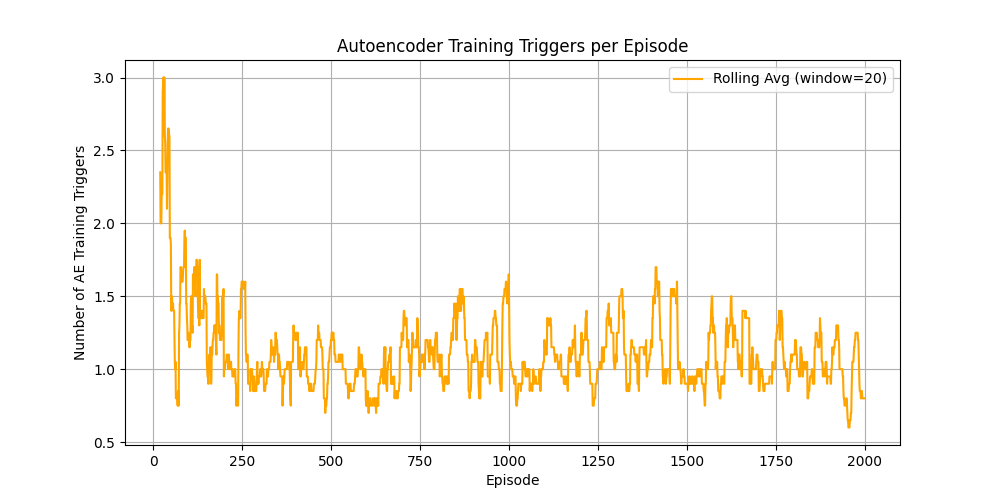 Autoencoder Training Triggers per Episode
Rolling Avg (window=20)
Number of AE Training Triggers
3.0
2.5
2.0
1.5
1.0
0.5
0 250 500 750 1000 1250 1500 1750 2000
Episode